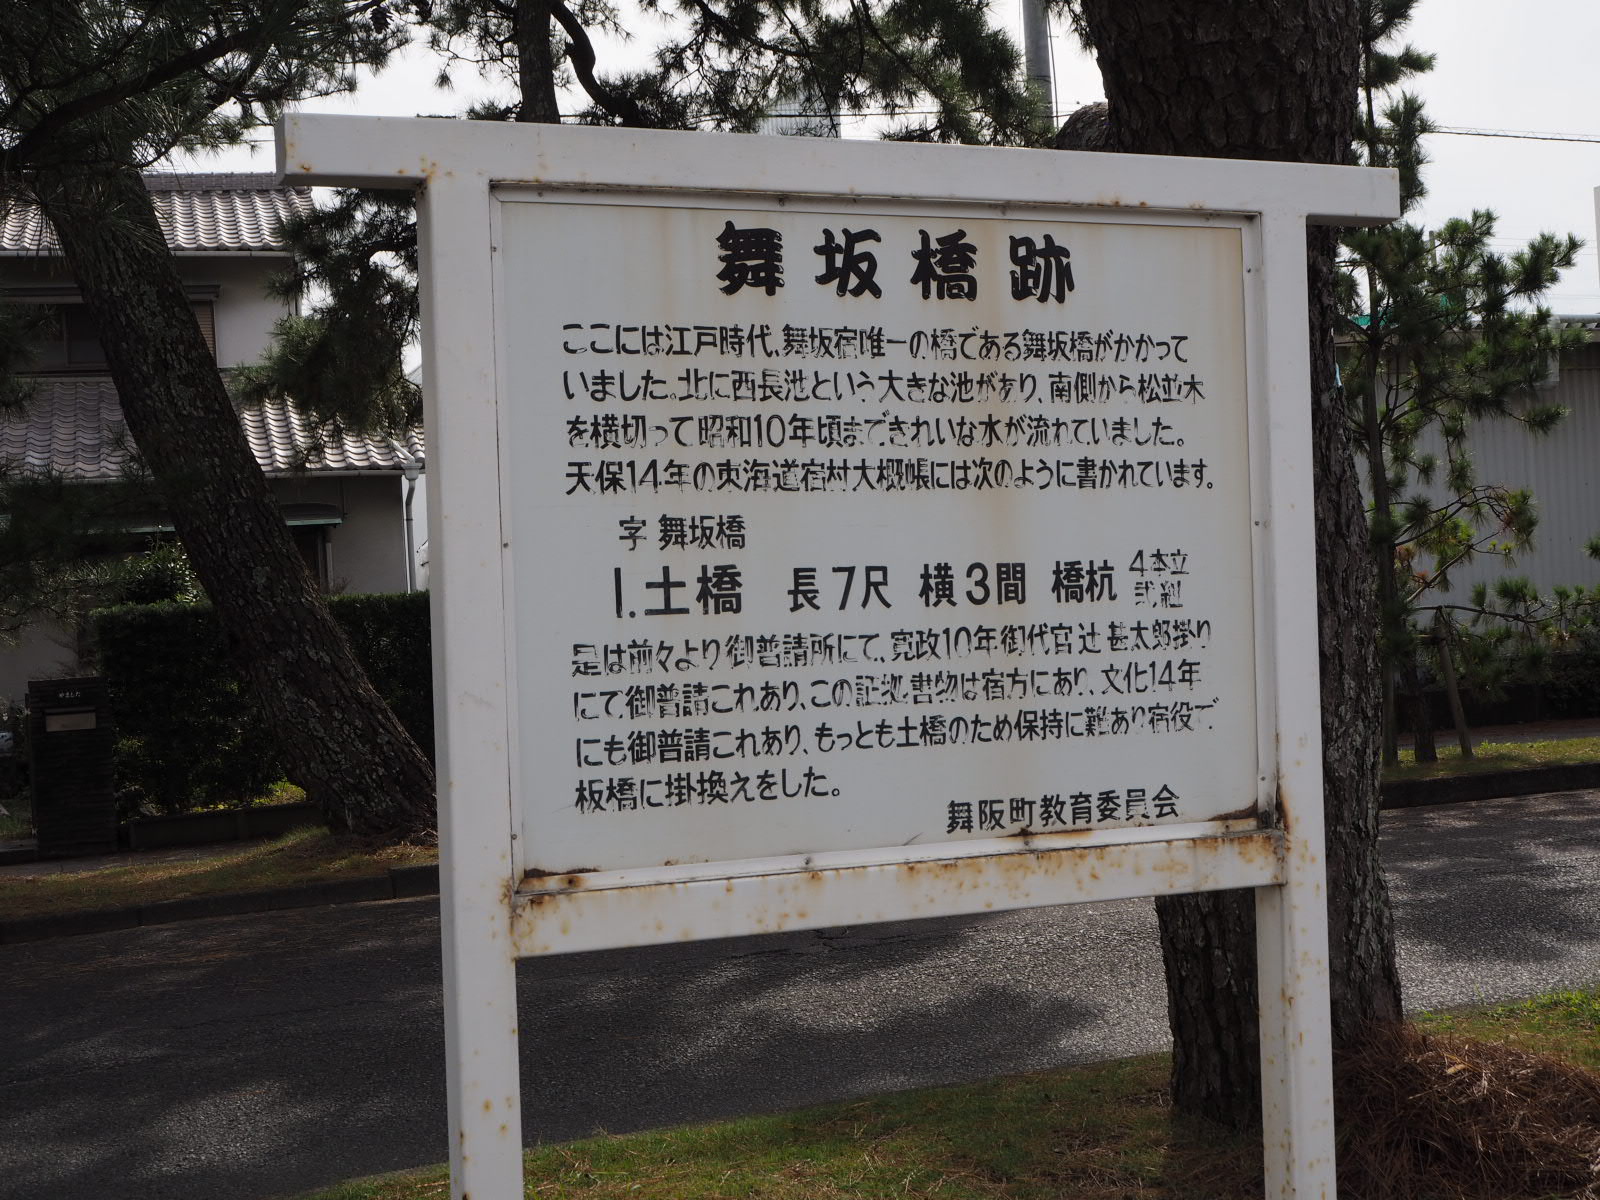 舞坂橋跡
ここには江戸時代、舞坂宿唯一の橋である舞坂橋がかかって
いました。北に西長池という大きな池があり、南側から松並木
を横切って昭和10年頃まできれいな水が流れていました。
天保14年の東海道宿村大概帳には次のように書かれています。
字 舞坂橋
1.土橋 長7尺 横3間 橋杭 4本立
弐組
是は前々より御普請所にて、寛政10年御代官辻甚太郎掛り
にて御普請これあり、この証拠書物は宿方にあり、文化14年
にも御普請これあり、もっとも土橋のため保持に難あり宿役で
板橋に掛換えをした。
舞阪町教育委員会
やました